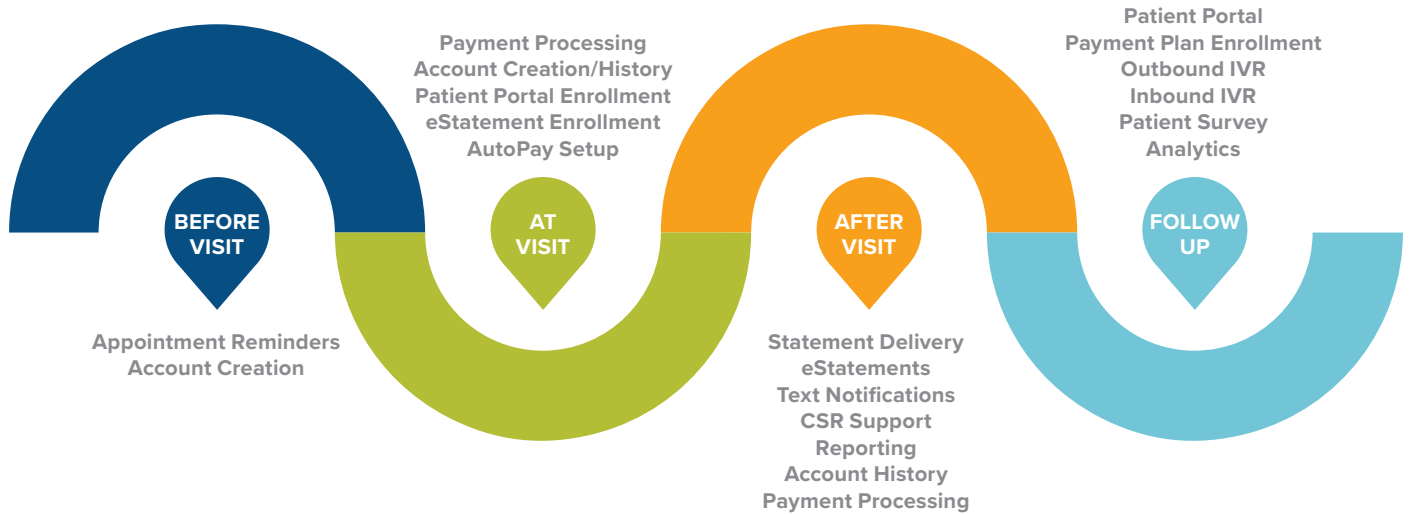 BEFORE
VISIT
Appointment Reminders
Account Creation
Payment Processing
Account Creation/History
Patient Portal Enrollment
eStatement Enrollment
AutoPay Setup
AT
VISIT
AFTER
VISIT
Statement Delivery
eStatements
Text Notifications
CSR Support
Reporting
Account History
Payment Processing
Patient Portal
Payment Plan Enrollment
Outbound IVR
Inbound IVR
Patient Survey
Analytics
FOLLOW
UP